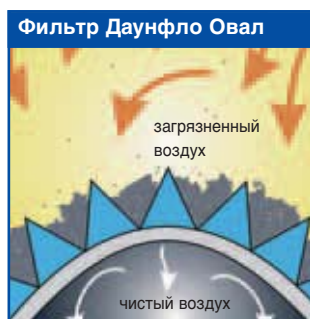 Фильтр Даунфло Овал
загрязненный
воздух
чистый воздух